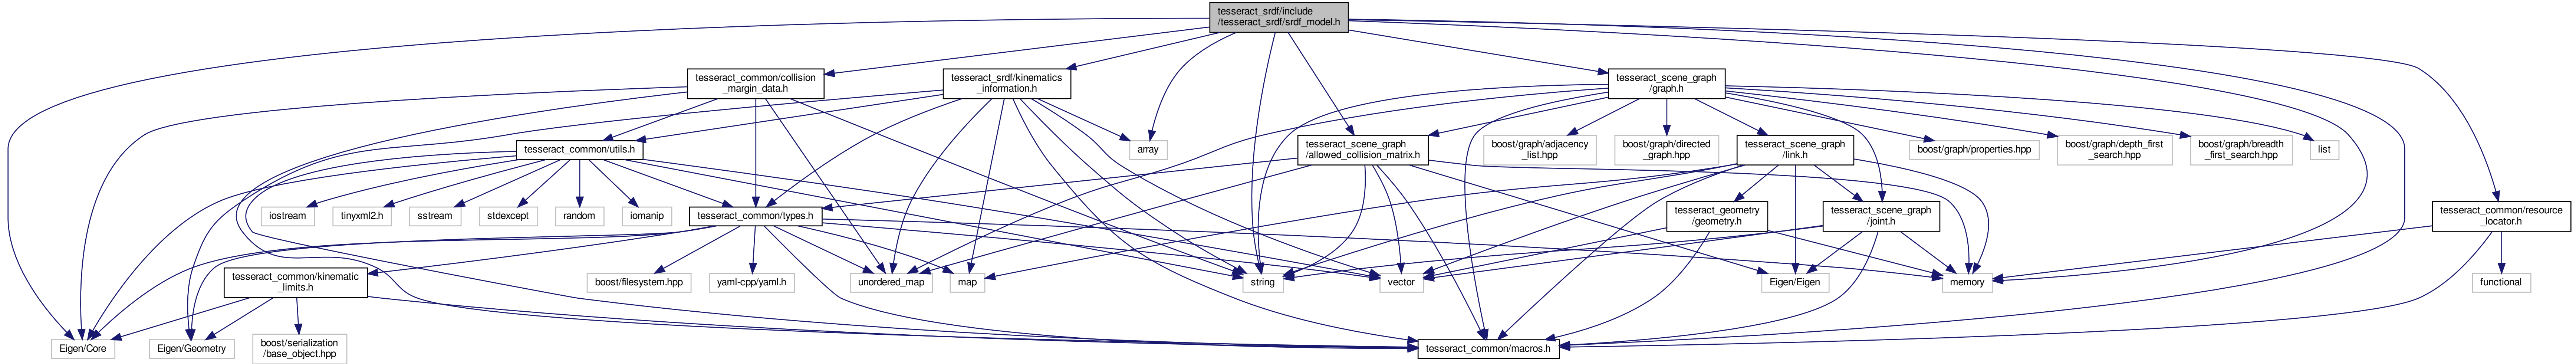 tesseract_srdf/include
/tesseract_srdf/srdf_model.h
tesseract_common/collision
_margin_data.h
tesseract_srdf/kinematics
_information.h
tesseract_scene_graph
/graph.h
tesseract_common/utils.h
array
tesseract_scene_graph
/allowed_collision_matrix.h
boost/graph/adjacency
_list.hpp
boost/graph/directed
_graph.hpp
tesseract_scene_graph
/link.h
boost/graph/properties.hpp
boost/graph/depth_first
_search.hpp
boost/graph/breadth
_first_search.hpp
list
iostream
tinyxml2.h
sstream
stdexcept
random
iomanip
tesseract_common/types.h
tesseract_geometry
/geometry.h
tesseract_scene_graph
/joint.h
tesseract_common/resource
_locator.h
tesseract_common/kinematic
_limits.h
boost/filesystem.hpp
yaml-cpp/yaml.h
unordered_map
map
string
vector
Eigen/Eigen
memory
functional
Eigen/Core
Eigen/Geometry
boost/serialization
/base_object.hpp
tesseract_common/macros.h